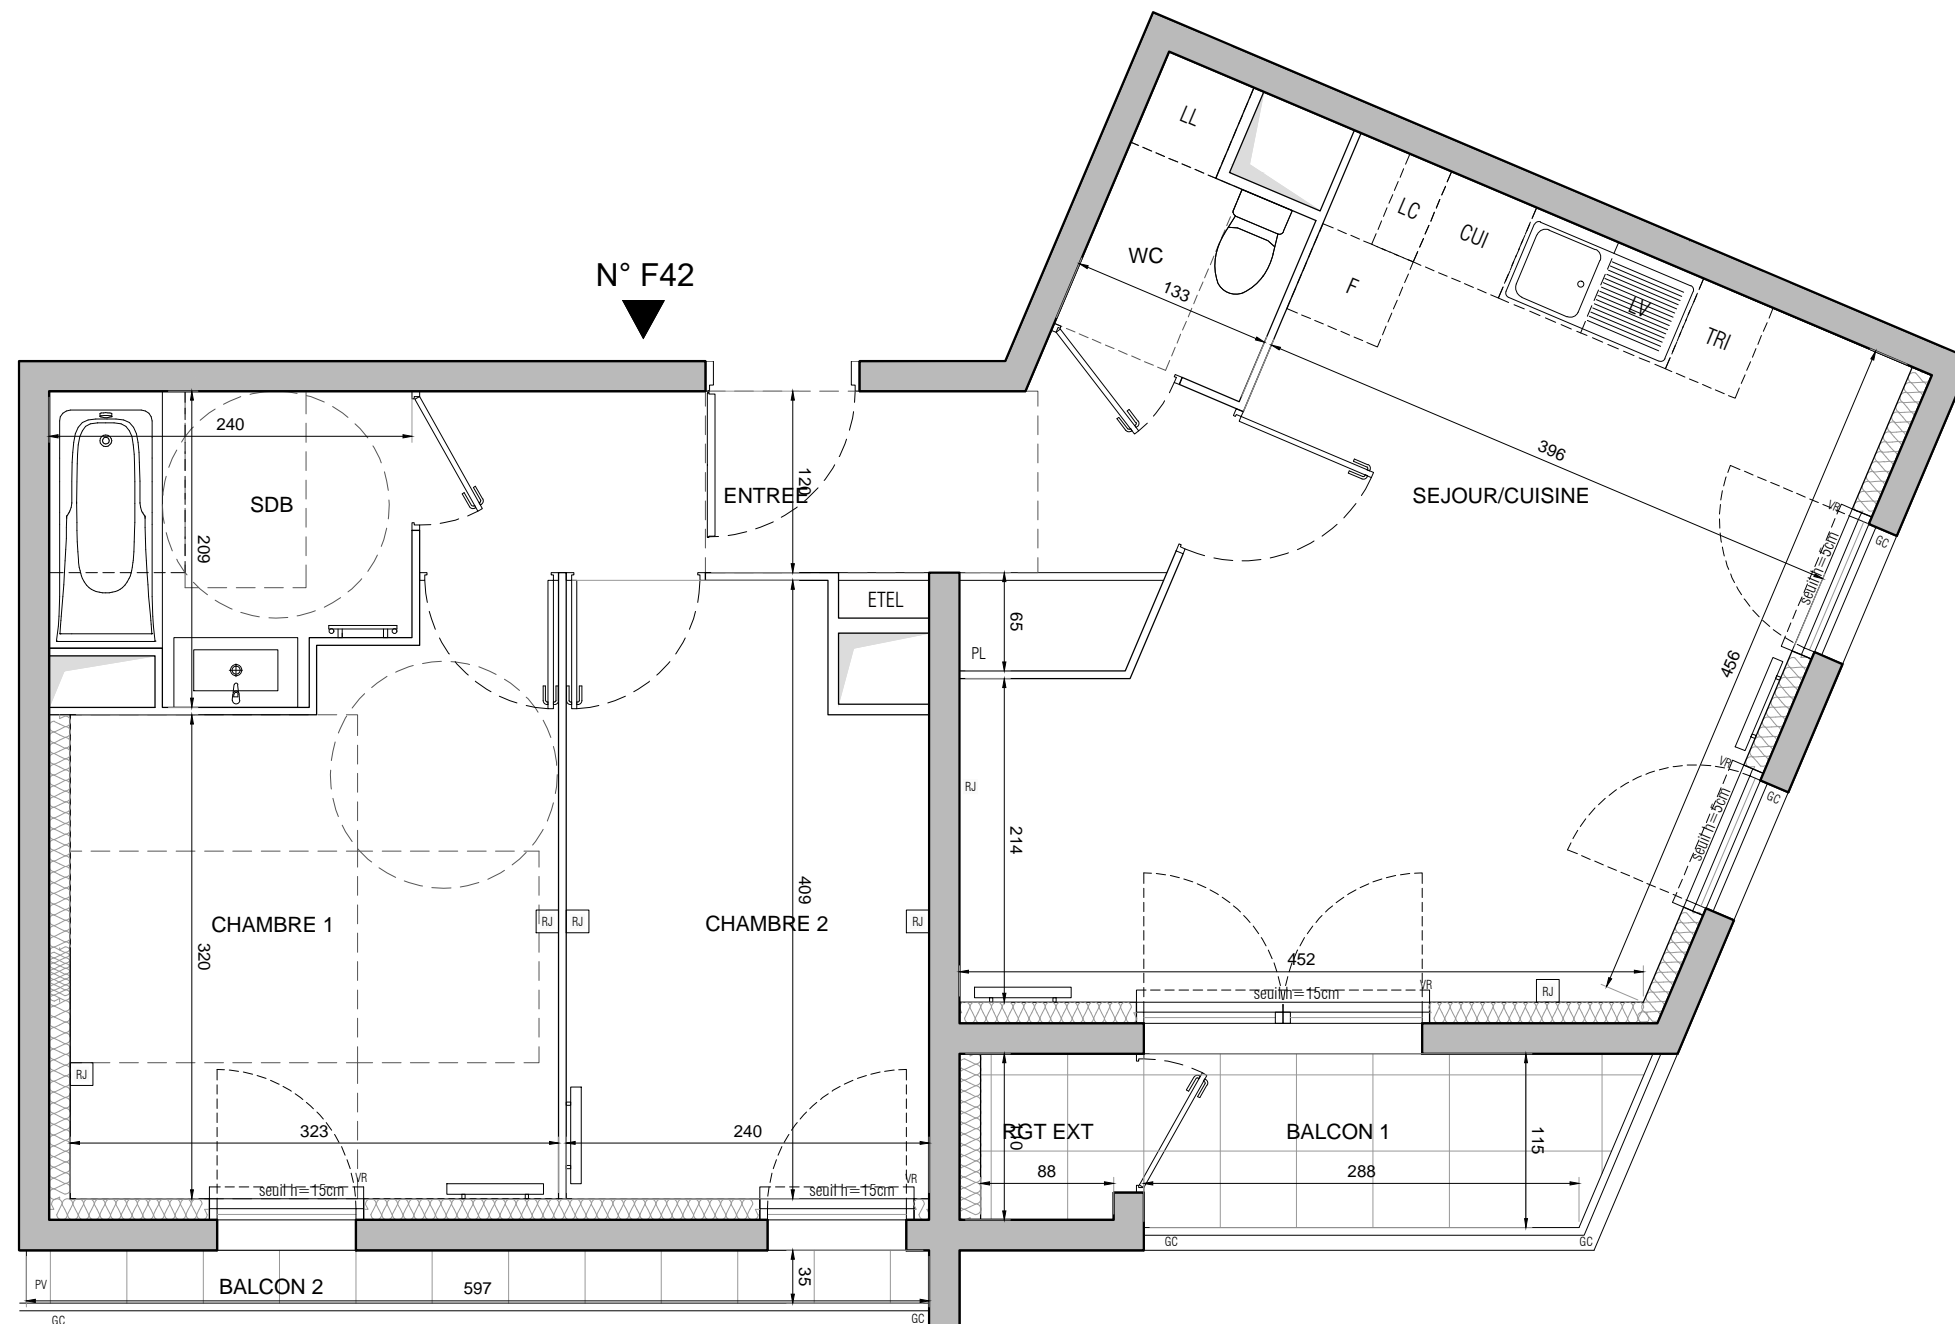 N° F42
LL
LC
CUI
WC
F
LV
TRI
133
240
396
120
ENTREE
SEJOUR/CUISINE
SDB
VR
GC
209
seuil h=5cm
ETEL
65
PL
456
VR
GC
RJ
seuil h=5cm
214
409
CHAMBRE 1
RJ
RJ
CHAMBRE 2
RJ
320
452
seuil h=15cm
VR
RJ
RJ
323
240
RGT EXT
BALCON 1
115
88
288
seuil h=15cm
VR
seuil h=15cm
VR
GC
GC
PV
BALCON 2
597
35
GC
GC